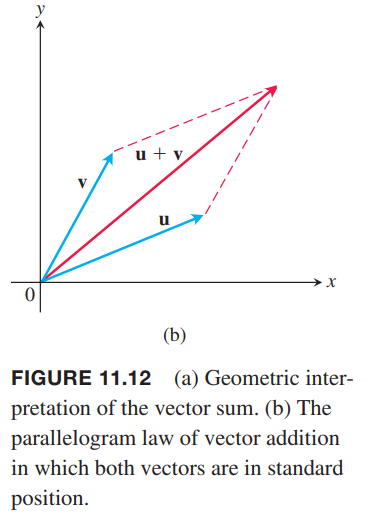 y
u + v
v
u
x
0
(b)
FIGURE 11.12 (a) Geometric inter-
pretation of the vector sum. (b) The
parallelogram law of vector addition
in which both vectors are in standard
position.